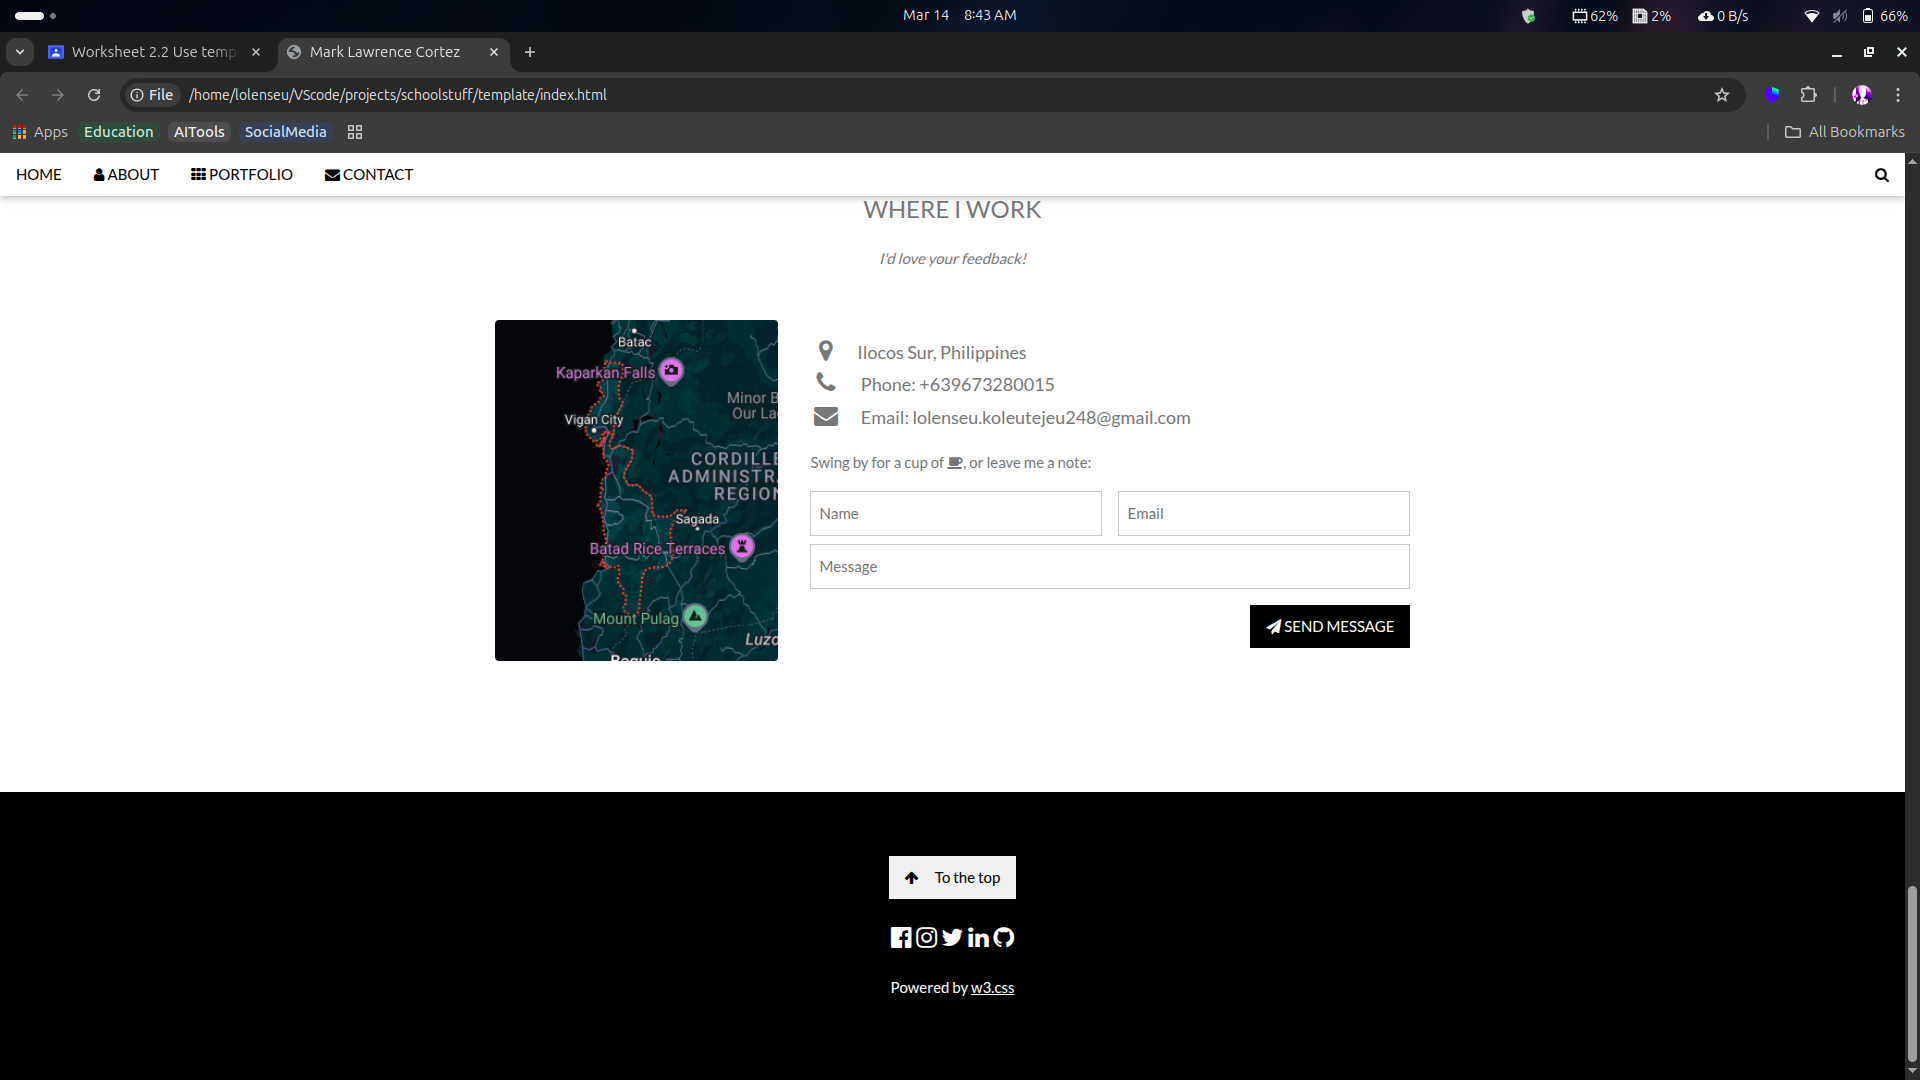 Mar 14 8:43 AM
62% 2% 0 B/s 66%
Worksheet 2.2 Use temp
Mark Lawrence Cortez
File /home/lolenseu/VScode/projects/schoolstuff/template/index.html
Apps Education AITools SocialMedia All Bookmarks
HOME ABOUT PORTFOLIO CONTACT
WHERE I WORK
I'd love your feedback!
Batac
Kaparkan Falls
Minor B
Our La
Vigan City
CORDILLE
ADMINISTRA
REGION
Sagada
Batad Rice Terraces
Mount Pulag
Luzo
Baguio
Ilocos Sur, Philippines
Phone: +639673280015
Email: lolenseu.koleutejeu248@gmail.com
Swing by for a cup of , or leave me a note:
Name
Email
Message
SEND MESSAGE
To the top
Powered by w3.css